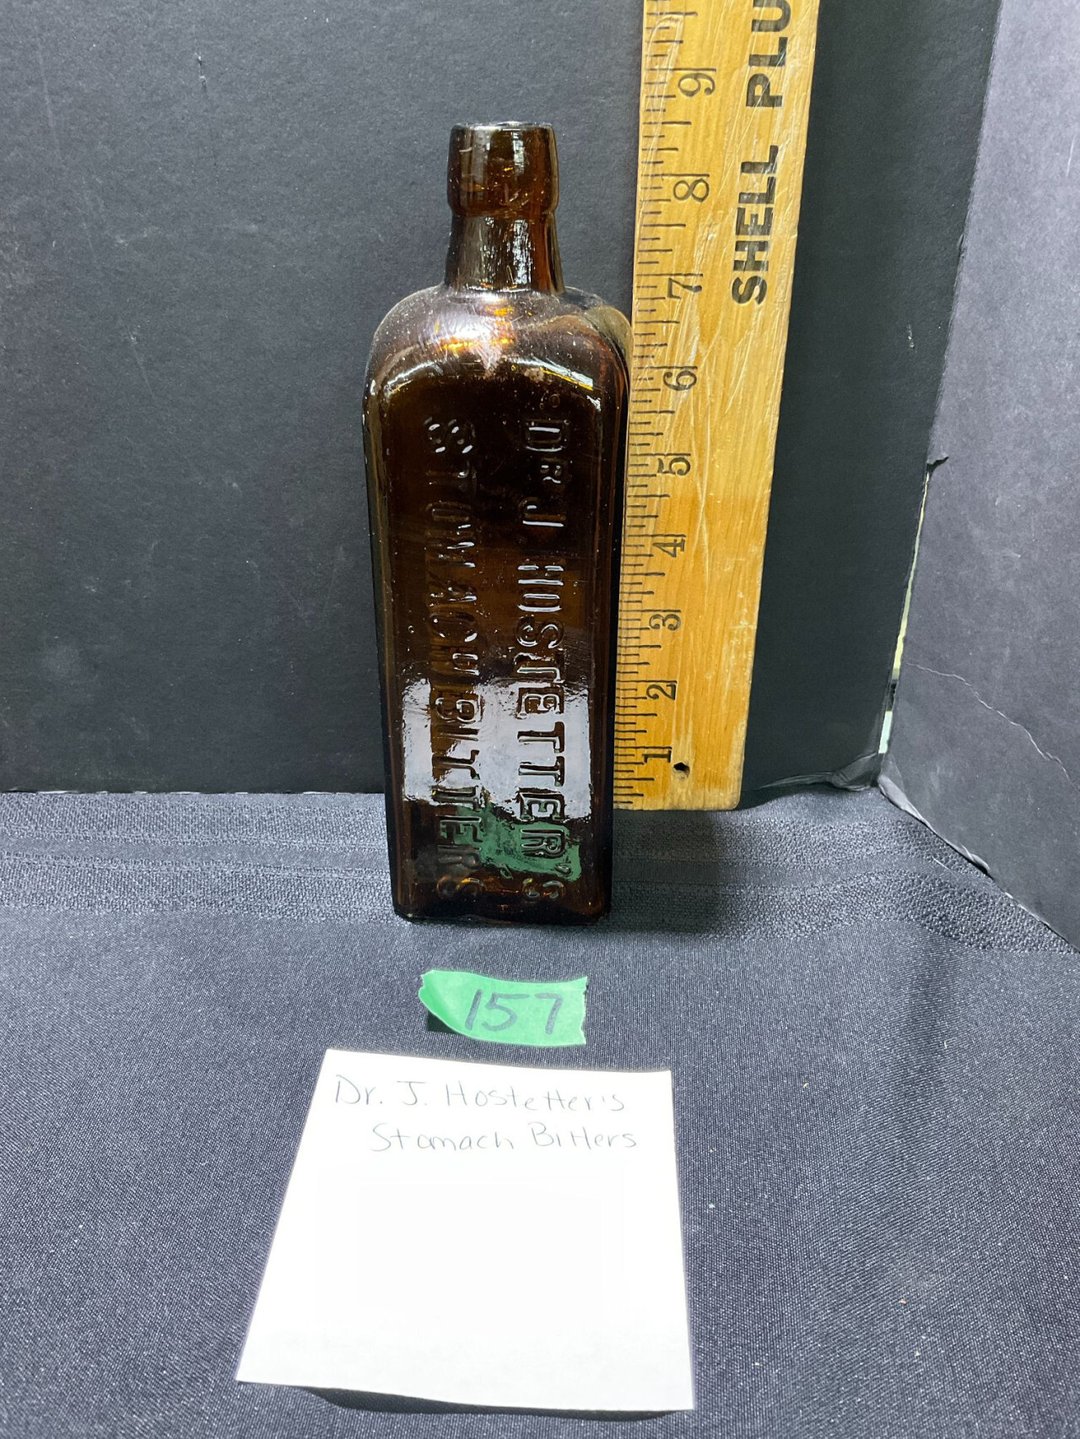 DR. J. HOSTETTER'S
STOMACH BITTERS
SHELL PLU
9
8
7
6
5
4
3
2
1
157
Dr. J. Hostetter's
Stomach Bitters